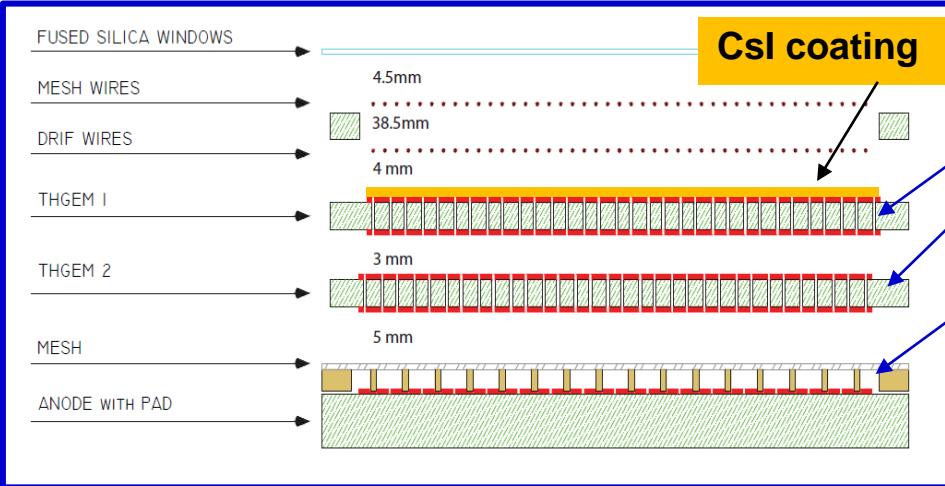 FUSED SILICA WINDOWS
CsI coating
4.5mm
MESH WIRES
38.5mm
DRIF WIRES
4 mm
THGEM 1
3 mm
THGEM 2
5 mm
MESH
ANODE WITH PAD